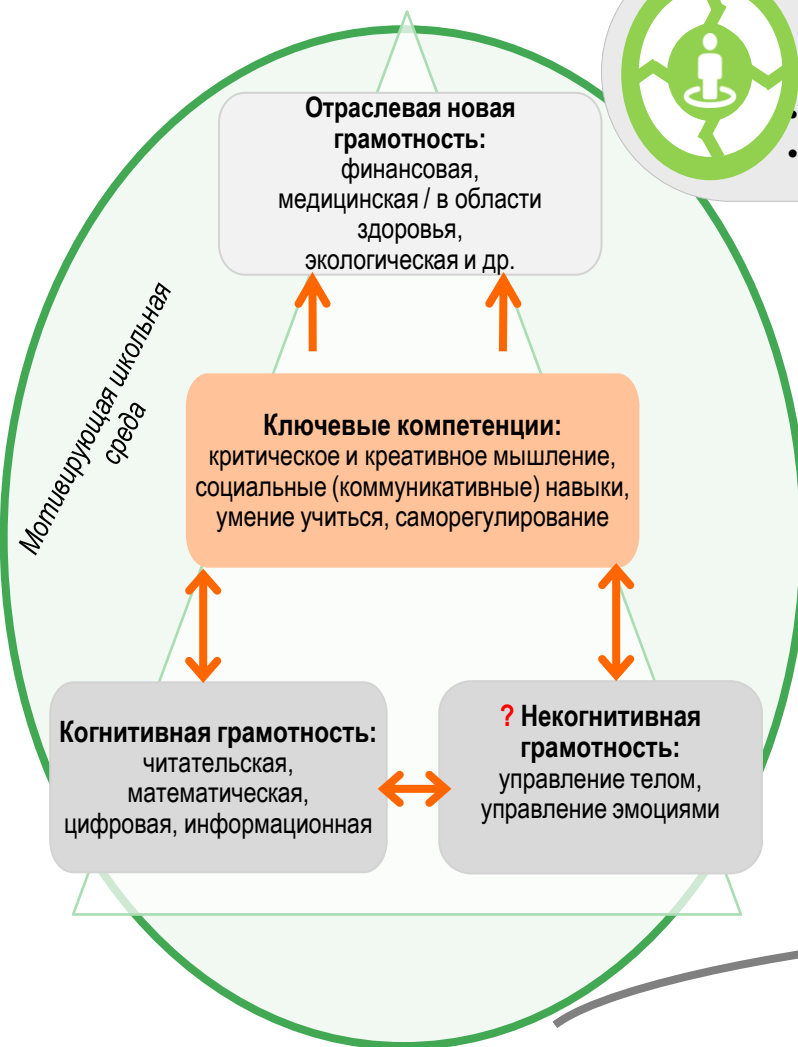 Отраслевая новая
грамотность:
финансовая,
медицинская / в области
здоровья,
экологическая и др.
Мотивирующая школьная
среда
Ключевые компетенции:
критическое и креативное мышление,
социальные (коммуникативные) навыки,
умение учиться, саморегулирование
Когнитивная грамотность:
читательская,
математическая,
цифровая, информационная
? Некогнитивная
грамотность:
управление телом,
управление эмоциями